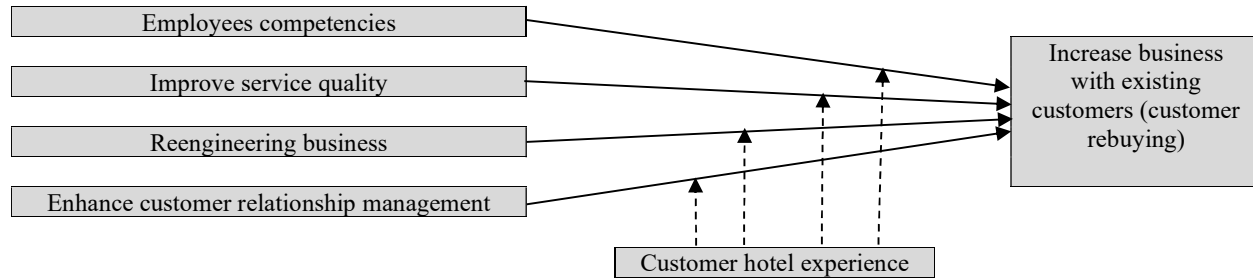 Employees competencies
Improve service quality
Reengineering business
Enhance customer relationship management
Increase business
with existing
customers (customer
rebuying)
Customer hotel experience